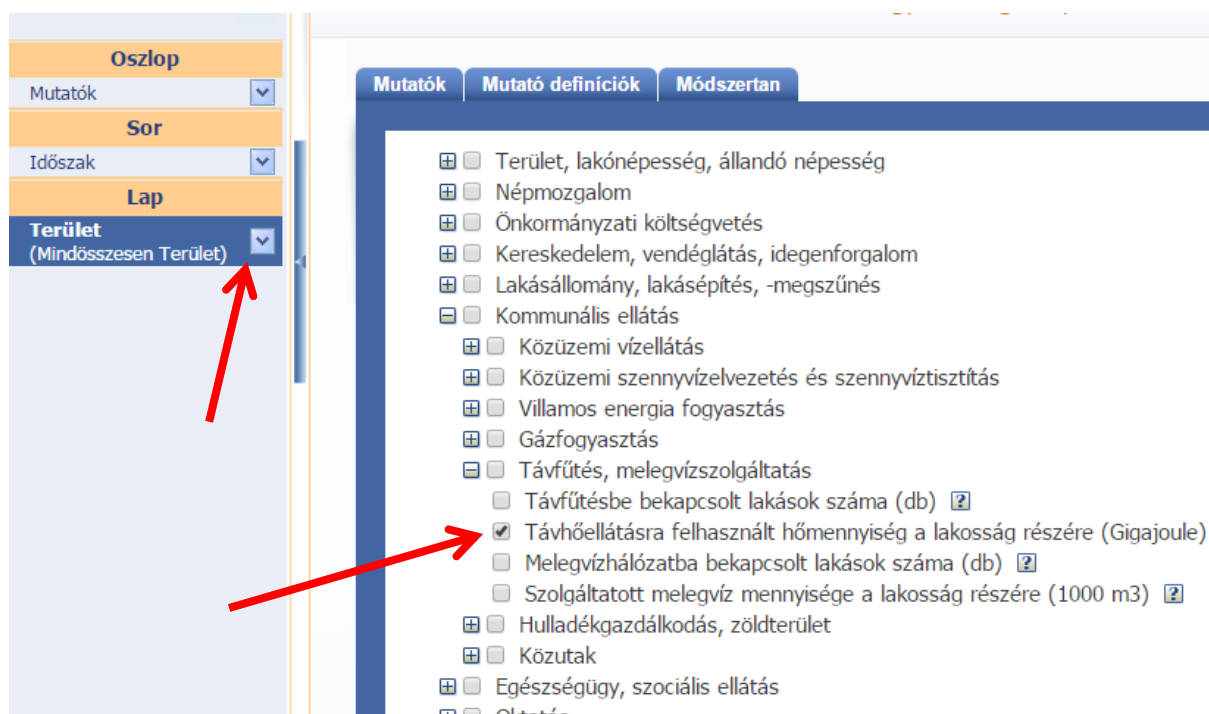 Oszlop
Mutatók
Sor
Időszak
Lap
Terület
(Mindösszesen Terület)
Mutatók
Mutató definíciók
Módszertan
Terület, lakónépesség, állandó népesség
Népmozgalom
Önkormányzati költségvetés
Kereskedelem, vendéglátás, idegenforgalom
Lakásállomány, lakásépítés, -megszűnés
Kommunális ellátás
Közüzemi vízellátás
Közüzemi szennyvízelvezetés és szennyvíztisztítás
Villamos energia fogyasztás
Gázfogyasztás
Távfűtés, melegvízszolgáltatás
Távfűtésbe bekapcsolt lakások száma (db) ?
Távhőellátásra felhasznált hőmennyiség a lakosság részére (Gigajoule)
Melegvízhálózatba bekapcsolt lakások száma (db) ?
Szolgáltatott melegvíz mennyisége a lakosság részére (1000 m3) ?
Hulladékgazdálkodás, zöldterület
Közutak
Egészségügy, szociális ellátás